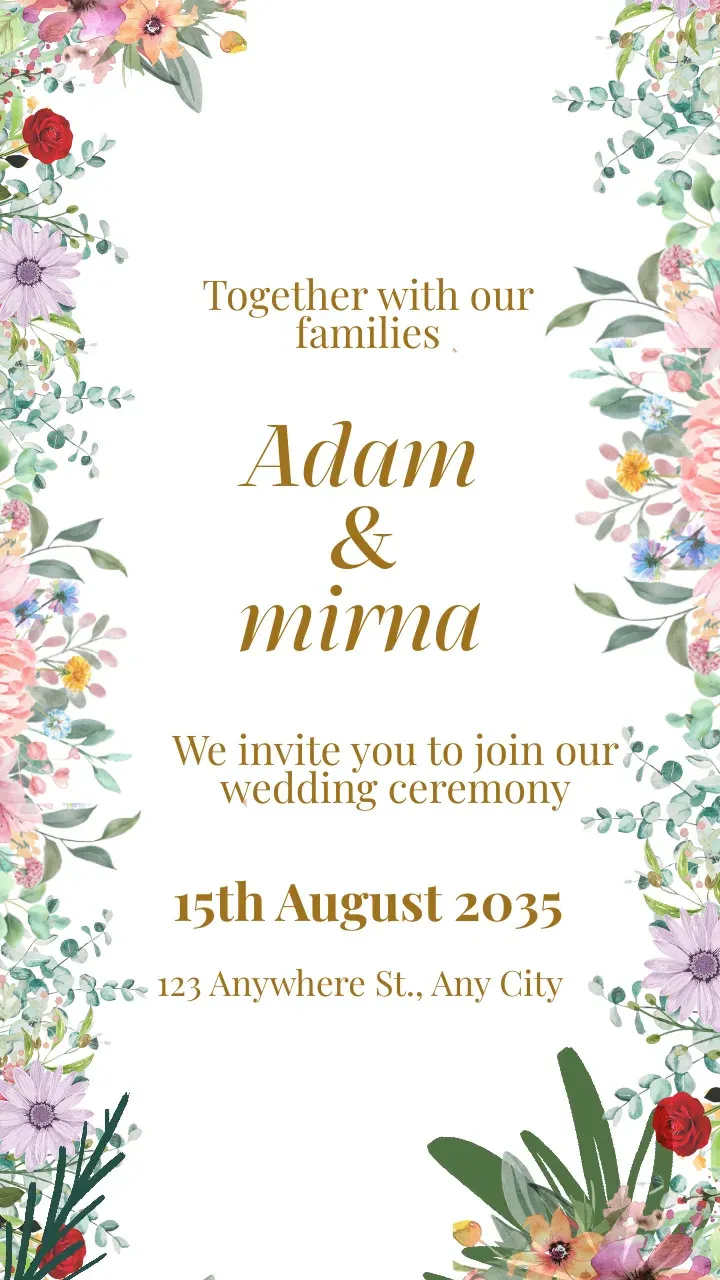 Together with our
families
Adam
&
mirna
We invite you to join our
wedding ceremony
15th August 2035
123 Anywhere St., Any City